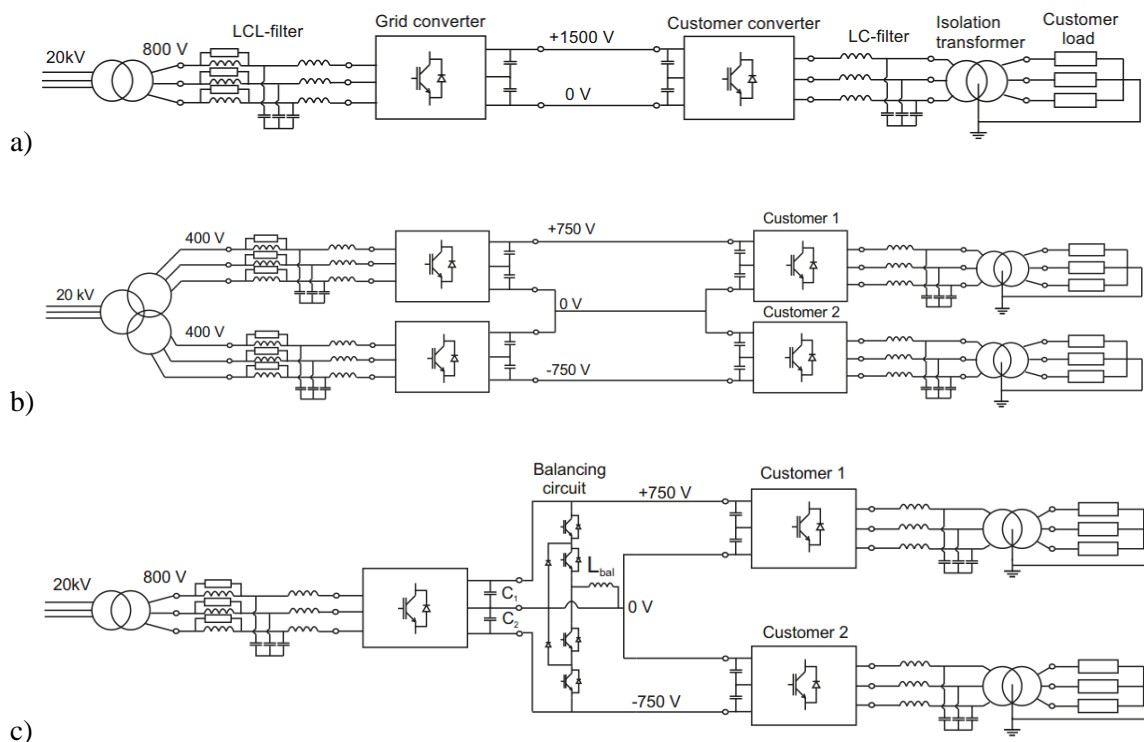 LCL-filter
Grid converter
Customer converter
LC-filter
Isolation
transformer
Customer
load
20kV
800 V
+1500 V
0 V
a)
20 kV
400 V
400 V
+750 V
0 V
-750 V
Customer 1
Customer 2
b)
Balancing
circuit
20kV
800 V
C1
C2
Lbal
+750 V
0 V
-750 V
Customer 1
Customer 2
c)